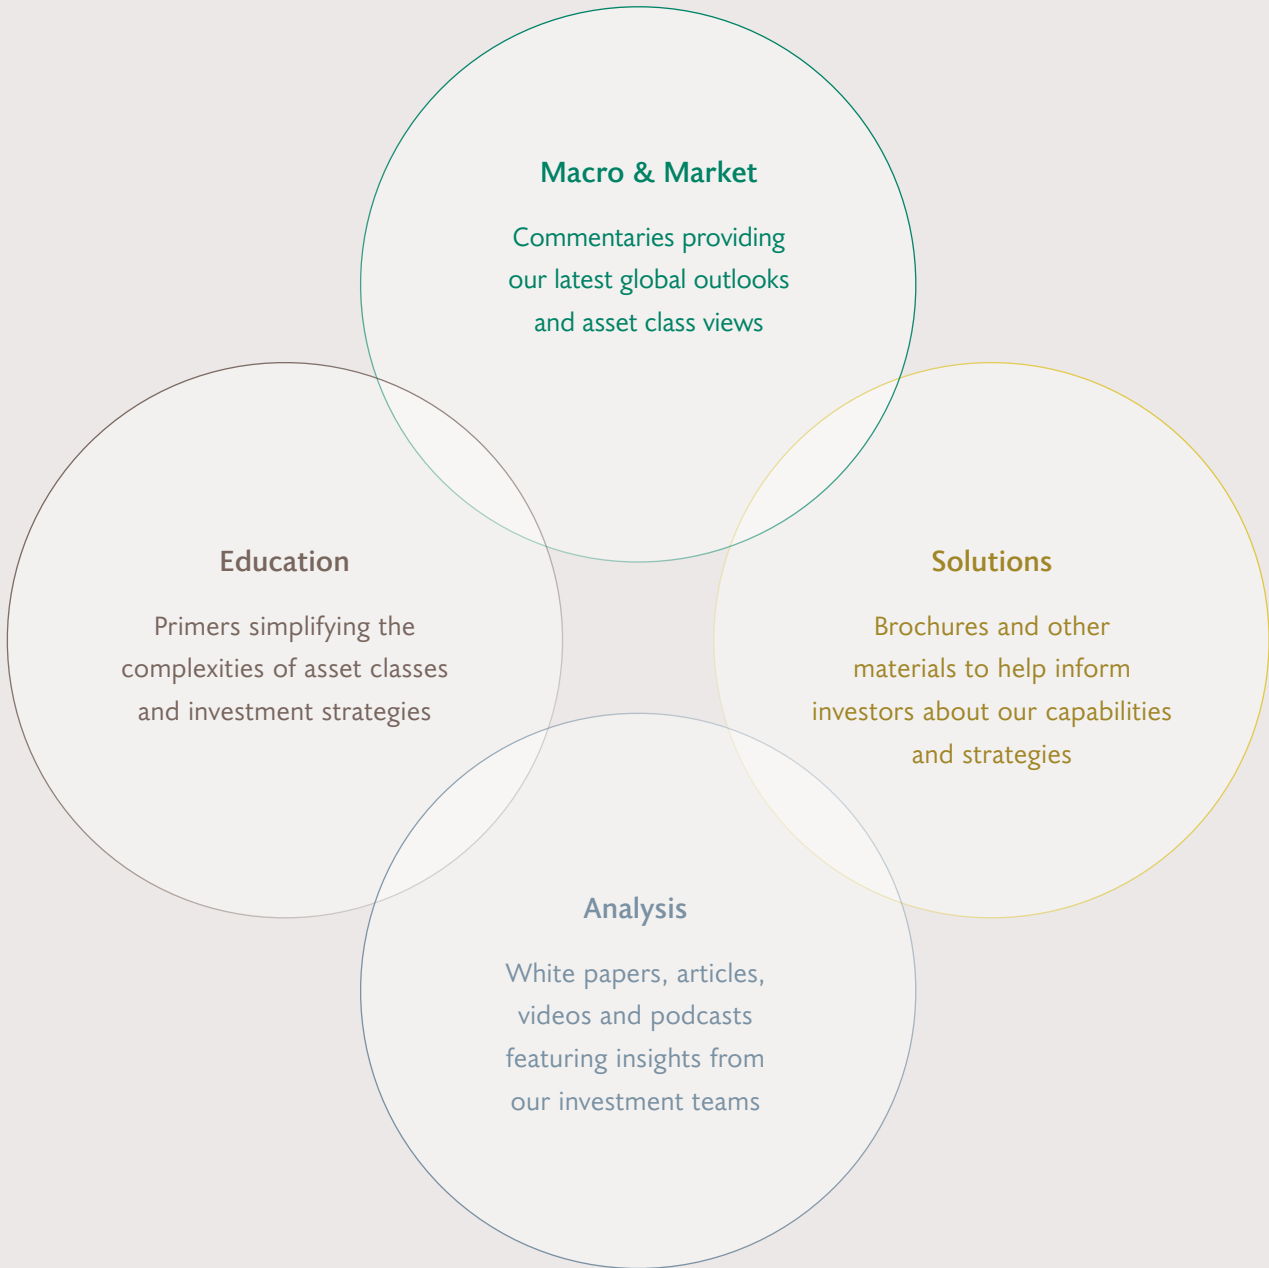 Macro & Market
Commentaries providing
our latest global outlooks
and asset class views
Education
Primers simplifying the
complexities of asset classes
and investment strategies
Solutions
Brochures and other
materials to help inform
investors about our capabilities
and strategies
Analysis
White papers, articles,
videos and podcasts
featuring insights from
our investment teams